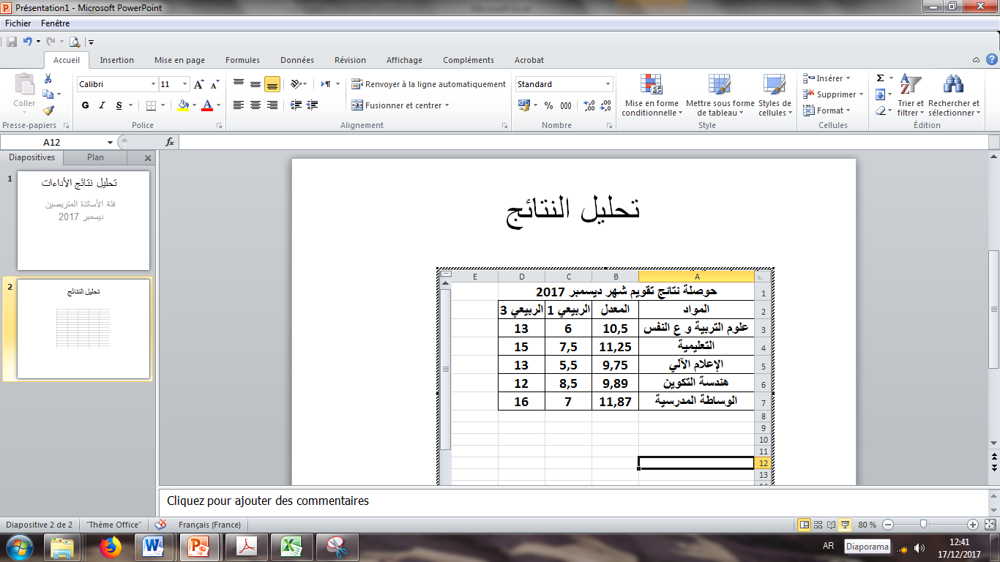 Présentation1 - Microsoft PowerPoint
Fichier Fenêtre
Accueil Insertion Mise en page Formules Données Révision Affichage Compléments Acrobat
Coller
Calibri 11
G I S
Renvoyer à la ligne automatiquement
Fusionner et centrer
Standard
% 000
Mise en forme conditionnelle
Mettre sous forme de tableau
Styles de cellules
Insérer
Supprimer
Format
Trier et filtrer
Rechercher et sélectionner
Presse-papiers Police Alignement Nombre Style Cellules Édition
A12 fx
Diapositives Plan
1
تحليل نتائج الأداءات
فئة الأساتذة المتربصين
ديسمبر 2017
2
تحليل النتائج
تحليل النتائج
E D C B A
1 حوصلة نتائج تقويم شهر ديسمبر 2017
2 المواد المعدل الربيعي 1 الربيعي 3
3 علوم التربية و ع النفس 10,5 6 13
4 التعليمية 11,25 7,5 15
5 الإعلام الآلي 9,75 5,5 13
6 هندسة التكوين 9,89 8,5 12
7 الوساطة المدرسية 11,87 7 16
8
9
10
11
12
13
Cliquez pour ajouter des commentaires
Diapositive 2 de 2 "Thème Office" Français (France) 80 %
AR Diaporama 12:41
17/12/2017